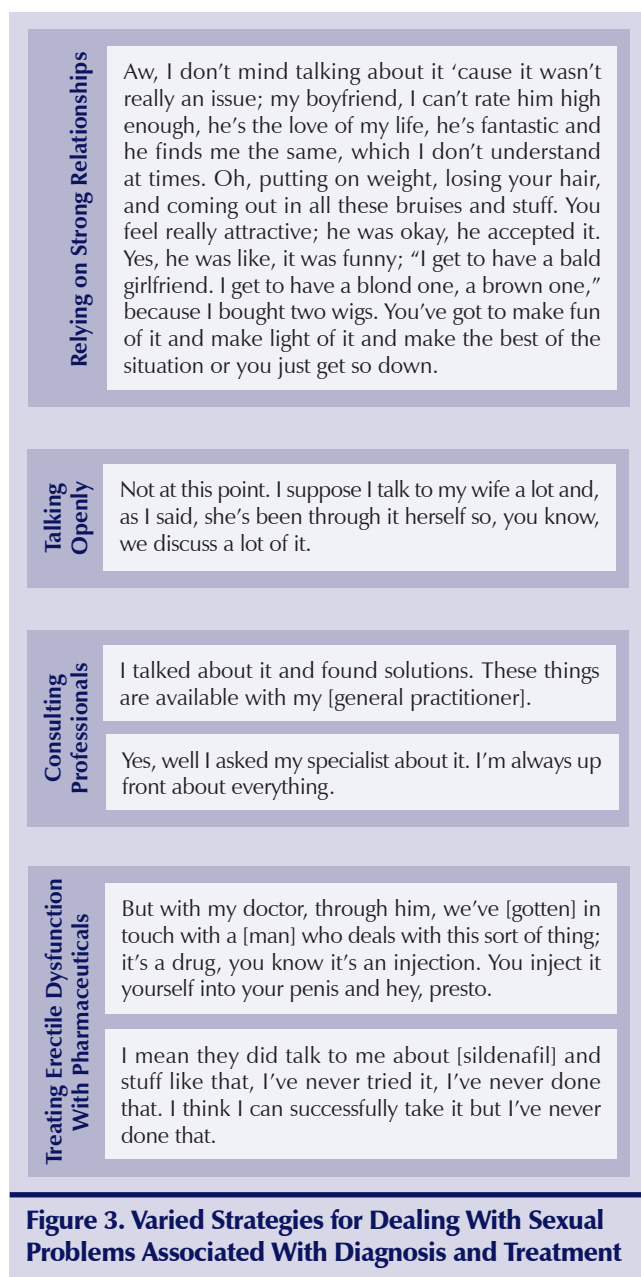 Relying on Strong Relationships
Aw, I don’t mind talking about it ‘cause it wasn’t
really an issue; my boyfriend, I can’t rate him high
enough, he’s the love of my life, he’s fantastic and
he finds me the same, which I don’t understand
at times. Oh, putting on weight, losing your hair,
and coming out in all these bruises and stuff. You
feel really attractive; he was okay, he accepted it.
Yes, he was like, it was funny; “I get to have a bald
girlfriend. I get to have a blond one, a brown one,”
because I bought two wigs. You’ve got to make fun
of it and make light of it and make the best of the
situation or you just get so down.
Talking
Openly
Not at this point. I suppose I talk to my wife a lot and,
as I said, she’s been through it herself so, you know,
we discuss a lot of it.
Consulting
Professionals
I talked about it and found solutions. These things
are available with my [general practitioner].
Yes, well I asked my specialist about it. I’m always up
front about everything.
Treating Erectile Dysfunction
With Pharmaceuticals
But with my doctor, through him, we’ve [gotten] in
touch with a [man] who deals with this sort of thing;
it’s a drug, you know it’s an injection. You inject it
yourself into your penis and hey, presto.
I mean they did talk to me about [sildenafil] and
stuff like that, I’ve never tried it, I’ve never done
that. I think I can successfully take it but I’ve never
done that.
Figure 3. Varied Strategies for Dealing With Sexual
Problems Associated With Diagnosis and Treatment